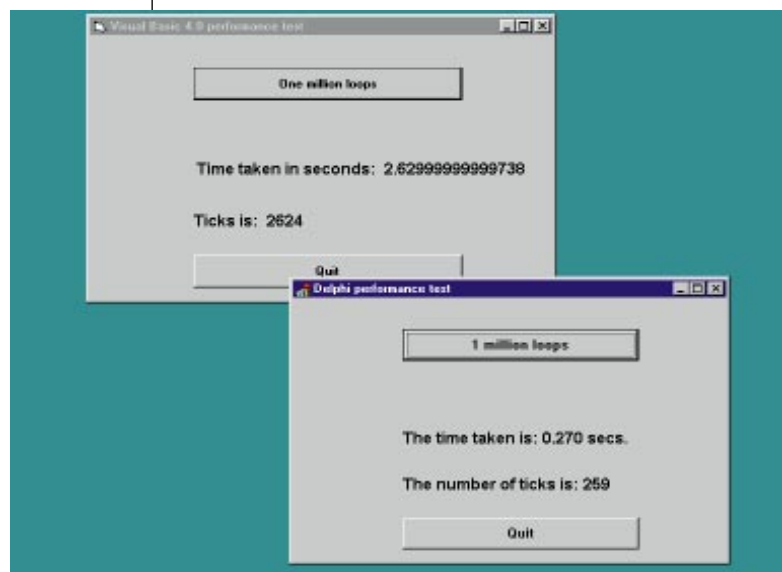 Visual Basic 4.0 performance test
One million loops
Time taken in seconds: 2.62999999999738
Ticks is: 2624
Quit
Delphi performance test
1 million loops
The time taken is: 0.270 secs.
The number of ticks is: 259
Quit